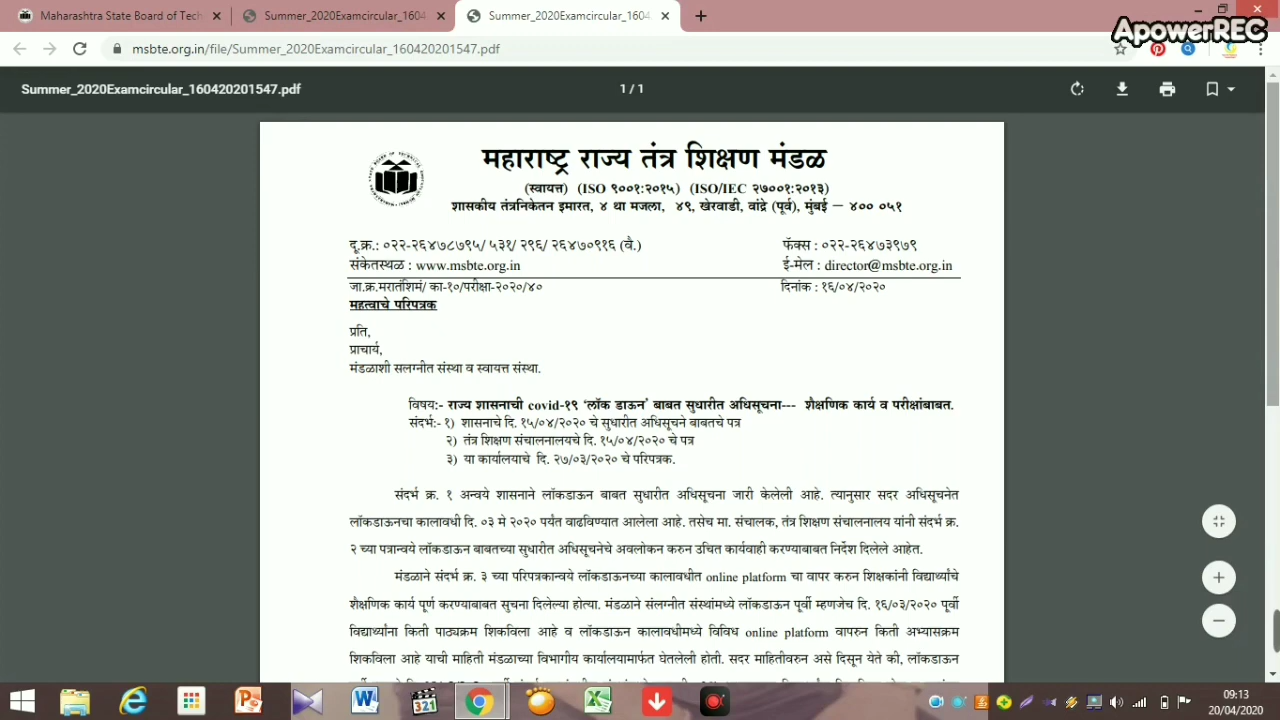 Maharashtra State Board of Tech
Summer_2020Examcircular_1604
Summer_2020Examcircular_1604
ApowerREC
msbte.org.in/file/Summer_2020Examcircular_160420201547.pdf
Summer_2020Examcircular_160420201547.pdf
1 / 1
महाराष्ट्र राज्य तंत्र शिक्षण मंडळ
(स्वायत्त) (ISO ९००१:२०१५) (ISO/IEC २७००१:२०१३)
शासकीय तंत्रनिकेतन इमारत, ४ था मजला, ४९, खेरवाडी, वांद्रे (पूर्व), मुंबई – ४०० ०५१
दू.क्र.: ०२२-२६४७८७९५/ ५३१/ २९६/ २६४७०९१६ (वै.)
फॅक्स : ०२२-२६४७३९७९
संकेतस्थळ : www.msbte.org.in
ई-मेल : director@msbte.org.in
जा.क्र.मरातंशिमं/ का-१०/परीक्षा-२०२०/४०
दिनांक : १६/०४/२०२०
महत्वाचे परिपत्रक
प्रति,
प्राचार्य,
मंडळाशी सलग्नीत संस्था व स्वायत्त संस्था.
विषय:- राज्य शासनाची covid-१९ ‘लॉक डाऊन’ बाबत सुधारीत अधिसूचना--- शैक्षणिक कार्य व परीक्षांबाबत.
संदर्भ:- १) शासनाचे दि. १५/०४/२०२० चे सुधारीत अधिसूचने बाबतचे पत्र
२) तंत्र शिक्षण संचालनालयचे दि. १५/०४/२०२० चे पत्र
३) या कार्यालयाचे दि. २७/०३/२०२० चे परिपत्रक.
संदर्भ क्र. १ अन्वये शासनाने लॉकडाऊन बाबत सुधारीत अधिसूचना जारी केलेली आहे. त्यानुसार सदर अधिसूचनेत
लॉकडाऊनचा कालावधी दि. ०३ मे २०२० पर्यंत वाढविण्यात आलेला आहे. तसेच मा. संचालक, तंत्र शिक्षण संचालनालय यांनी संदर्भ क्र.
२ च्या पत्रान्वये लॉकडाऊन बाबतच्या सुधारीत अधिसूचनेचे अवलोकन करुन उचित कार्यवाही करण्याबाबत निर्देश दिलेले आहेत.
मंडळाने संदर्भ क्र. ३ च्या परिपत्रकान्वये लॉकडाऊनच्या कालावधीत online platform चा वापर करुन शिक्षकांनी विद्यार्थ्यांचे
शैक्षणिक कार्य पूर्ण करण्याबाबत सुचना दिलेल्या होत्या. मंडळाने संलग्नीत संस्थांमध्ये लॉकडाऊन पूर्वी म्हणजेच दि. १६/०३/२०२० पूर्वी
विद्यार्थ्यांना किती पाठ्यक्रम शिकविला आहे व लॉकडाऊन कालावधीमध्ये विविध online platform वापरुन किती अभ्यासक्रम
शिकविला आहे याची माहिती मंडळाच्या विभागीय कार्यालयामार्फत घेतलेली होती. सदर माहितीवरुन असे दिसून येते की, लॉकडाऊन
321
09:13
20/04/2020